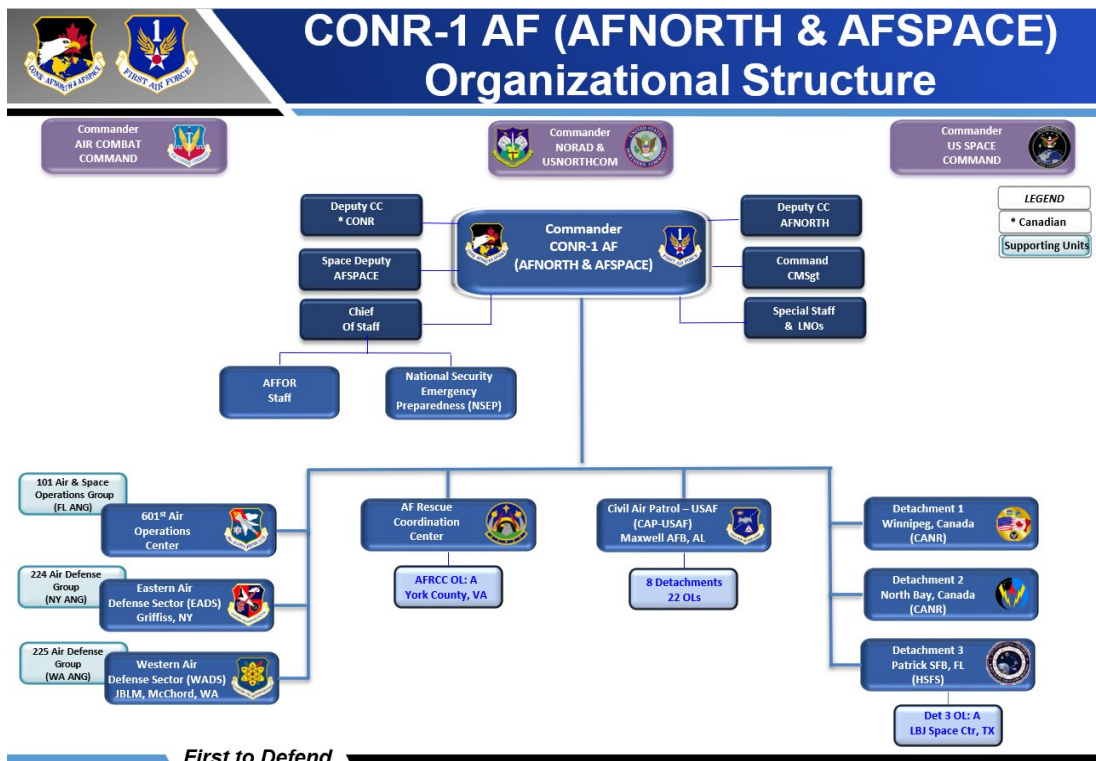 CONR-1 AF (AFNORTH & AFSPACE)
Organizational Structure
CONR-AFNORTH & AFSPACE
FIRST AIR FORCE
Commander
AIR COMBAT
COMMAND
Commander
NORAD &
USNORTHCOM
Commander
US SPACE
COMMAND
LEGEND
* Canadian
Supporting Units
Deputy CC
* CONR
Space Deputy
AFSPACE
Chief
Of Staff
Commander
CONR-1 AF
(AFNORTH & AFSPACE)
Deputy CC
AFNORTH
Command
CMSgt
Special Staff
& LNOs
AFFOR
Staff
National Security
Emergency
Preparedness (NSEP)
101 Air & Space
Operations Group
(FL ANG)
601st Air
Operations
Center
224 Air Defense
Group
(NY ANG)
Eastern Air
Defense Sector (EADS)
Griffiss, NY
225 Air Defense
Group
(WA ANG)
Western Air
Defense Sector (WADS)
JBLM, McChord, WA
AF Rescue
Coordination
Center
AFRCC OL: A
York County, VA
Civil Air Patrol – USAF
(CAP-USAF)
Maxwell AFB, AL
8 Detachments
22 OLs
Detachment 1
Winnipeg, Canada
(CANR)
Detachment 2
North Bay, Canada
(CANR)
Detachment 3
Patrick SFB, FL
(HSFS)
Det 3 OL: A
LBJ Space Ctr, TX
First to Defend